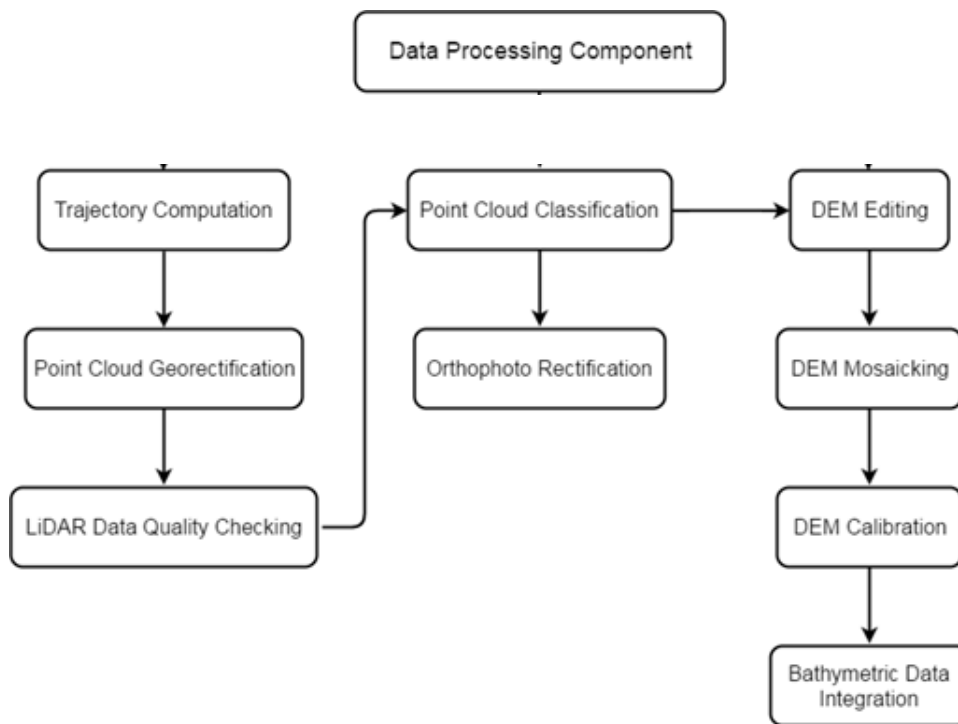 Data Processing Component
Trajectory Computation
Point Cloud Georectification
LiDAR Data Quality Checking
Point Cloud Classification
Orthophoto Rectification
DEM Editing
DEM Mosaicking
DEM Calibration
Bathymetric Data
Integration